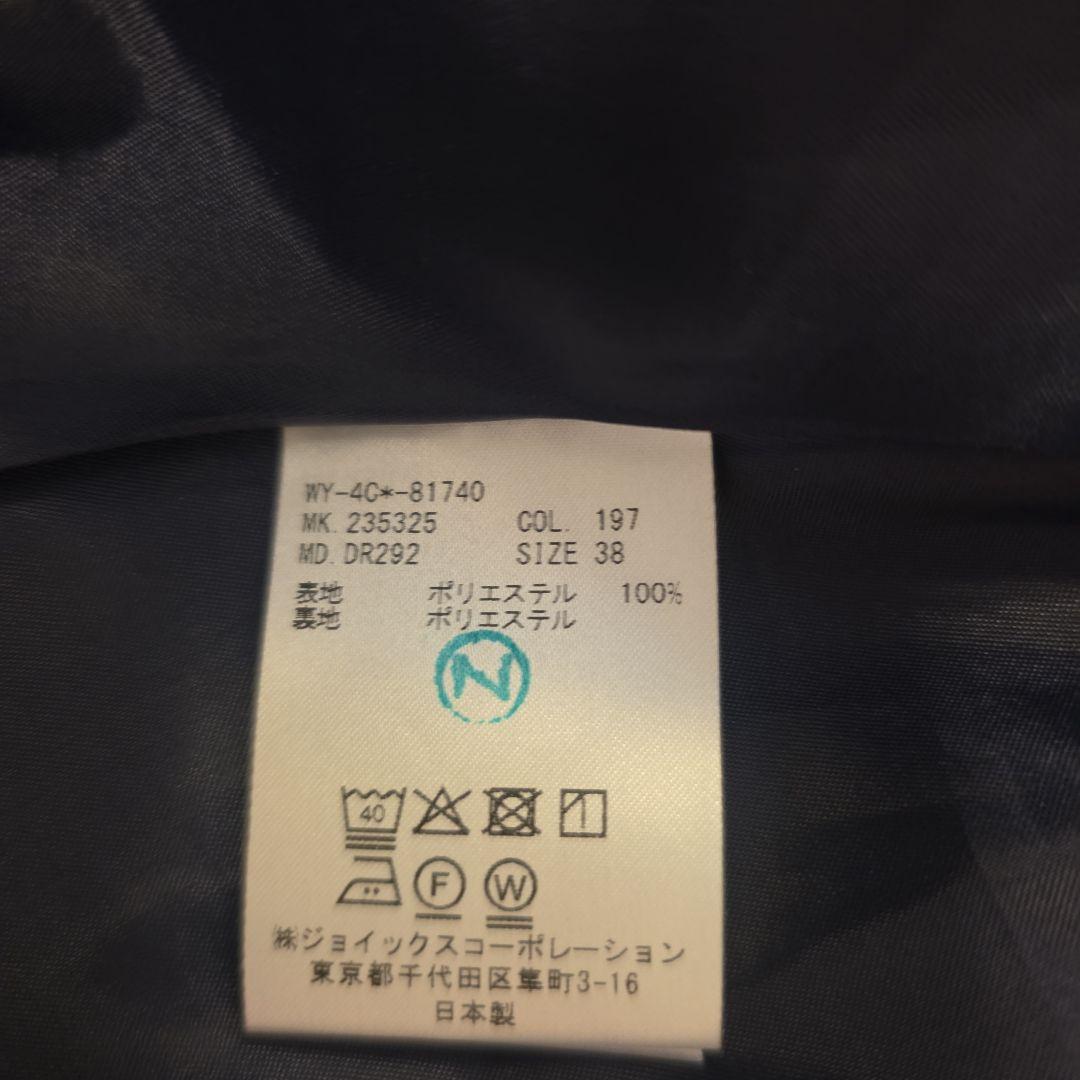 WY-4C*-81740
MK. 235325 COL. 197
MD. DR292 SIZE 38
表地 ポリエステル 100%
裏地 ポリエステル
N
40
F W
㈱ジョイックスコーポレーション
東京都千代田区隼町3-16
日本製